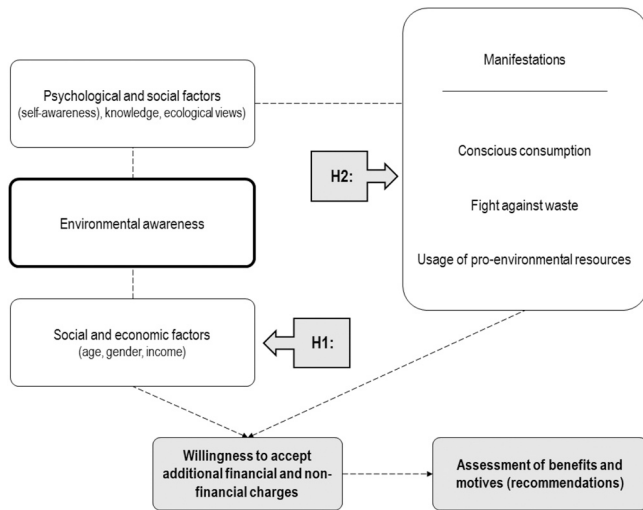 Psychological and social factors
(self-awareness), knowledge, ecological views)
Environmental awareness
Social and economic factors
(age, gender, income)
H2:
H1:
Manifestations
Conscious consumption
Fight against waste
Usage of pro-environmental resources
Willingness to accept
additional financial and non-
financial charges
Assessment of benefits and
motives (recommendations)